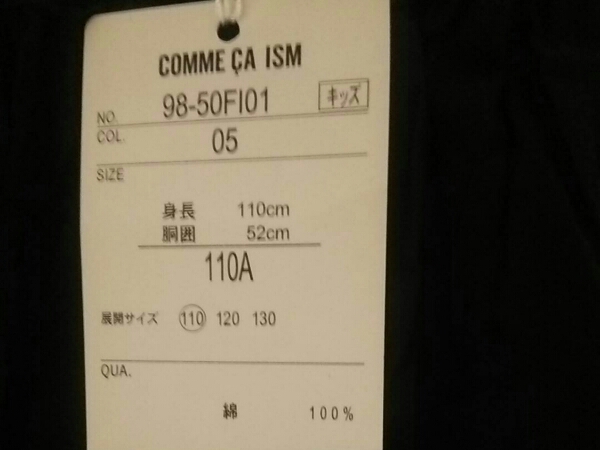 COMME ÇA ISM
NO. 98-50FI01 キッズ
COL. 05
SIZE
身長 110cm
胴囲 52cm
110A
展開サイズ 110 120 130
QUA.
綿 100%